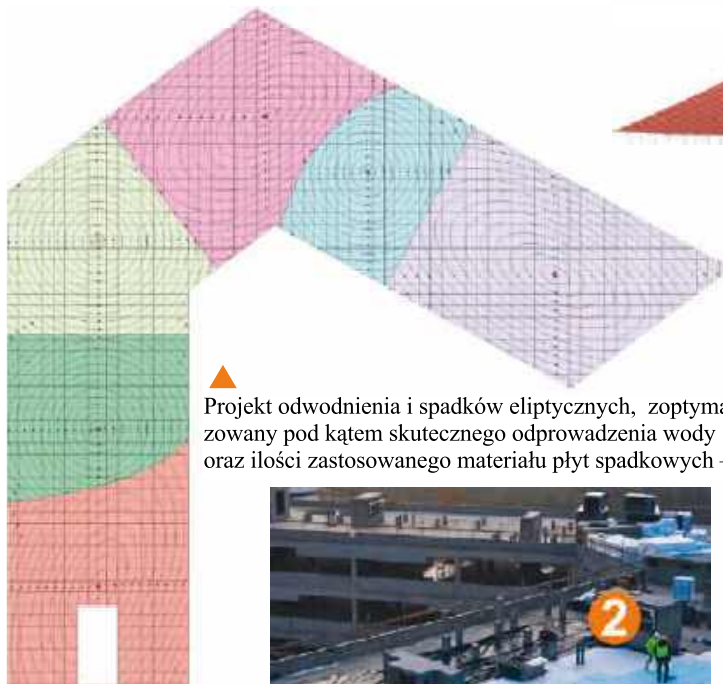 Projekt odwodnienia i spadków eliptycznych, zoptyma
zowany pod kątem skutecznego odprowadzenia wody
oraz ilości zastosowanego materiału płyt spadkowych -
2